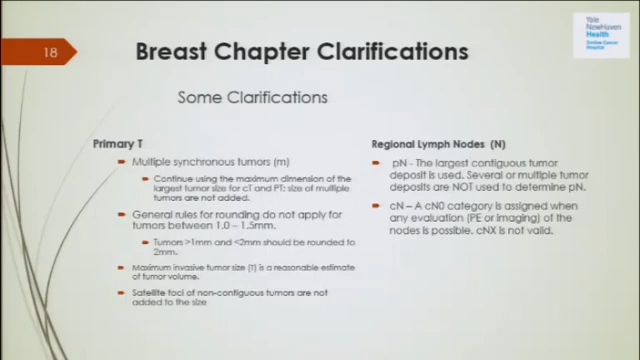 18
Breast Chapter Clarifications
Yale
NewHaven
Health
Smilow Cancer
Hospital
Some Clarifications
Primary T
Multiple synchronous tumors (m)
Continue using the maximum dimension of the
largest tumor size for cT and PT; size of multiple
tumors are not added.
General rules for rounding do not apply for
tumors between 1.0 – 1.5mm.
Tumors >1mm and <2mm should be rounded to
2mm.
Maximum invasive tumor size (T) is a reasonable estimate
of tumor volume.
Satellite foci of non-contiguous tumors are not
added to the size
Regional Lymph Nodes (N)
pN - The largest contiguous tumor
deposit is used. Several or multiple tumor
deposits are NOT used to determine pN.
cN – A cN0 category is assigned when
any evaluation (PE or imaging) of the
nodes is possible. cNX is not valid.